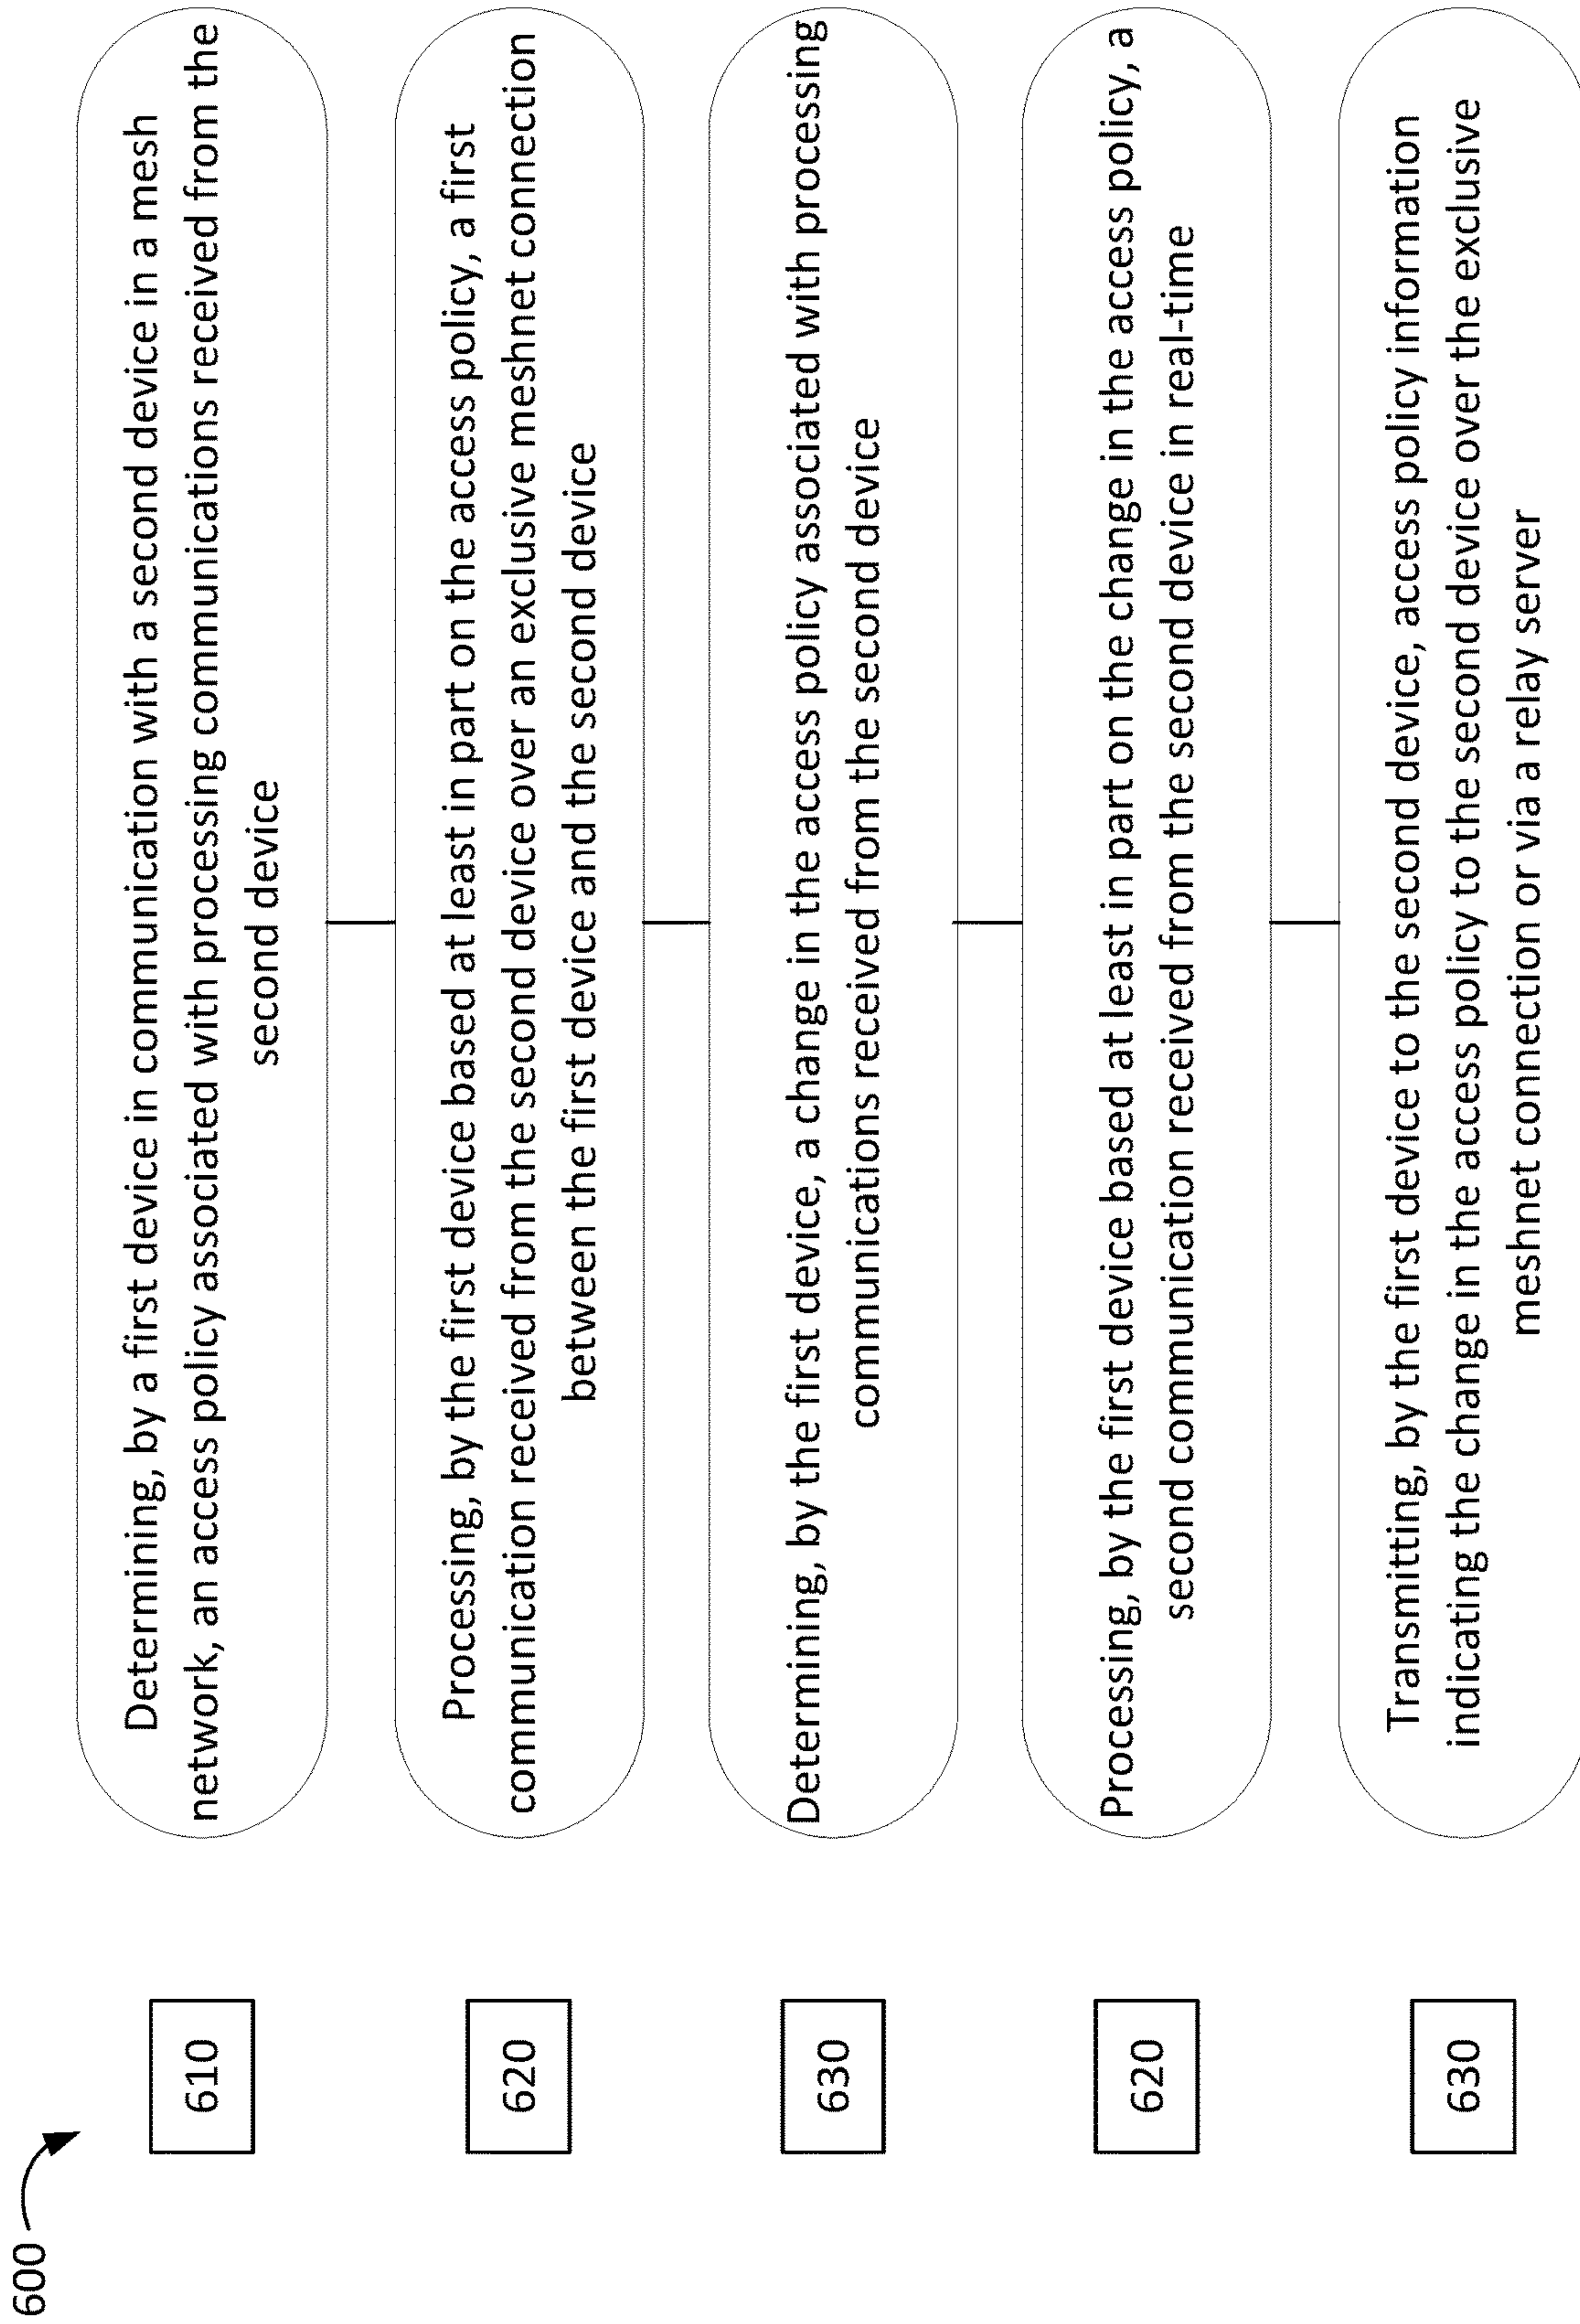 600
610
Determining, by a first device in communication with a second device in a mesh
network, an access policy associated with processing communications received from the
second device
620
Processing, by the first device based at least in part on the access policy, a first
communication received from the second device over an exclusive meshnet connection
between the first device and the second device
630
Determining, by the first device, a change in the access policy associated with processing
communications received from the second device
620
Processing, by the first device based at least in part on the change in the access policy, a
second communication received from the second device in real-time
630
Transmitting, by the first device to the second device, access policy information
indicating the change in the access policy to the second device over the exclusive
meshnet connection or via a relay server